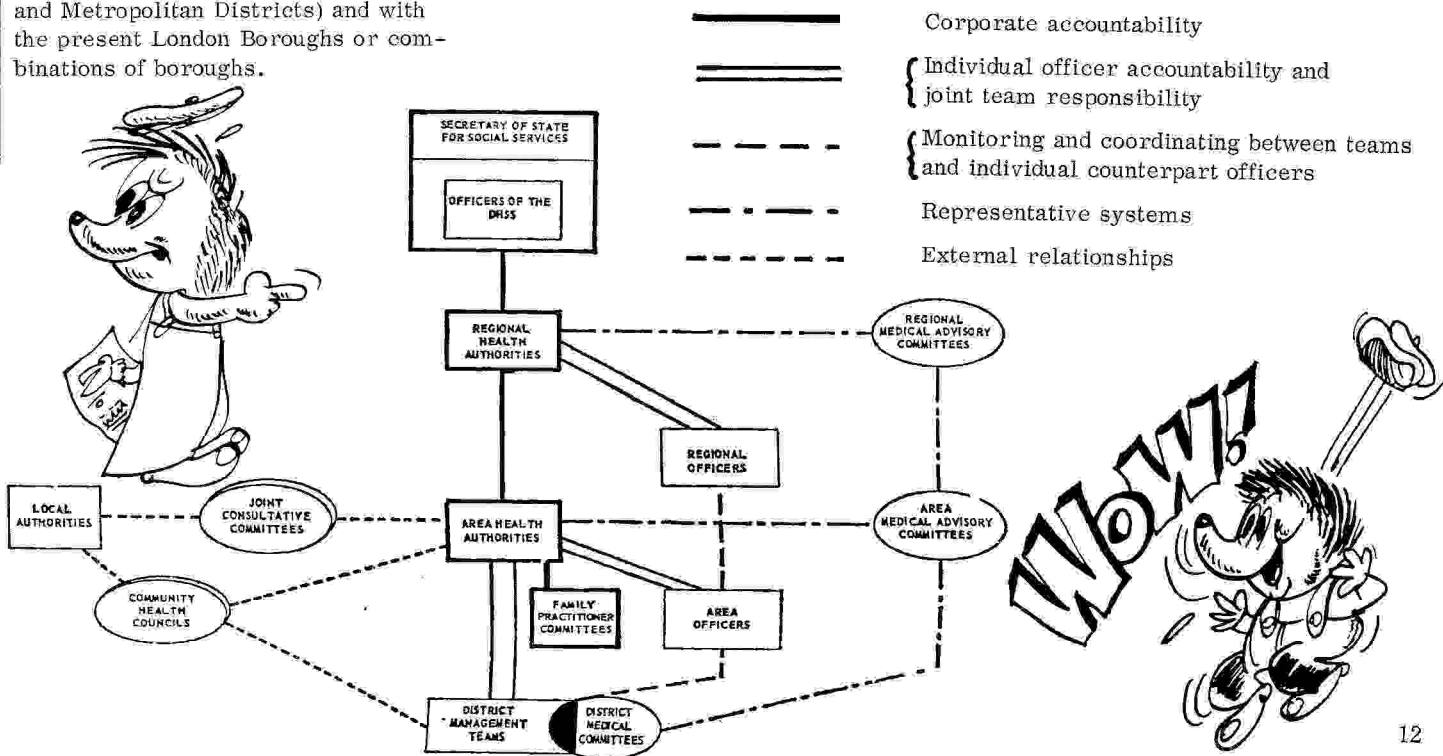 and Metropolitan Districts) and with
the present London Boroughs or com-
binations of boroughs.
Corporate accountability
Individual officer accountability and
joint team responsibility
Monitoring and coordinating between teams
and individual counterpart officers
Representative systems
External relationships
SECRETARY OF STATE
FOR SOCIAL SERVICES
OFFICERS OF THE
DHSS
REGIONAL
HEALTH
AUTHORITIES
REGIONAL
MEDICAL ADVISORY
COMMITTEES
REGIONAL
OFFICERS
LOCAL
AUTHORITIES
JOINT
CONSULTATIVE
COMMITTEES
AREA HEALTH
AUTHORITIES
AREA
MEDICAL ADVISORY
COMMITTEES
WOW!
COMMUNITY
HEALTH
COUNCILS
FAMILY
PRACTITIONER
COMMITTEES
AREA
OFFICERS
DISTRICT
MANAGEMENT
TEAMS
DISTRICT
MEDICAL
COMMITTEES
12